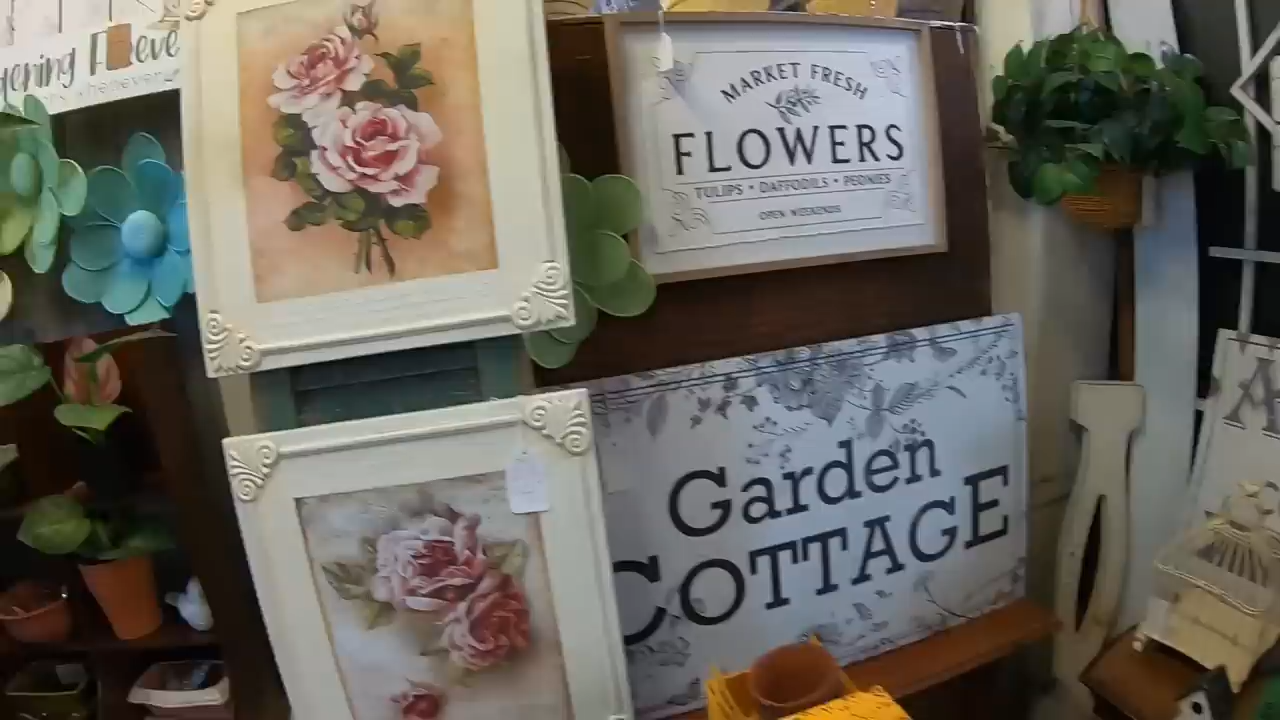 MARKET FRESH
FLOWERS
TULIPS • DAFFODILS • PEONIES
OPEN WEEKENDS
Garden
COTTAGE
A